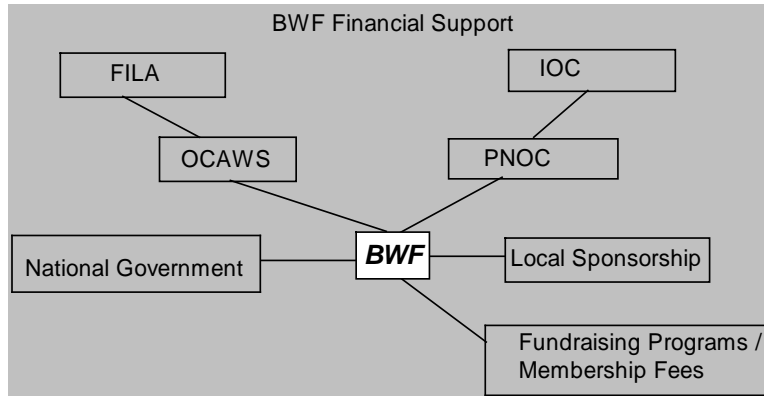 BWF Financial Support
FILA
IOC
OCAWS
PNOC
National Government
BWF
Local Sponsorship
Fundraising Programs /
Membership Fees